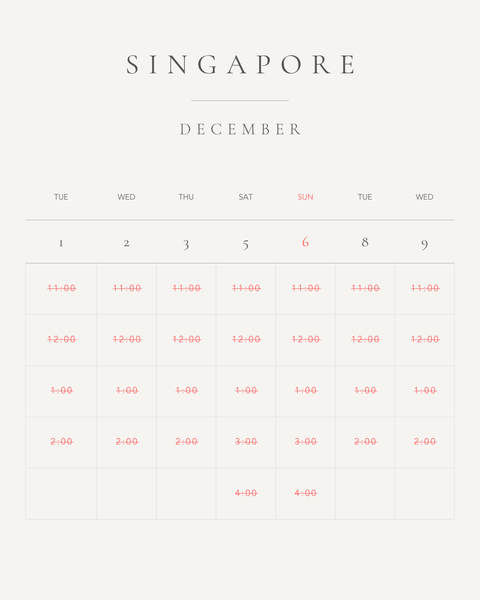 SINGAPORE
DECEMBER
TUE WED THU SAT SUN TUE WED
1 2 3 5 6 8 9
11:00 11:00 11:00 11:00 11:00 11:00 11:00
12:00 12:00 12:00 12:00 12:00 12:00 12:00
1:00 1:00 1:00 1:00 1:00 1:00 1:00
2:00 2:00 2:00 3:00 3:00 2:00 2:00
4:00 4:00